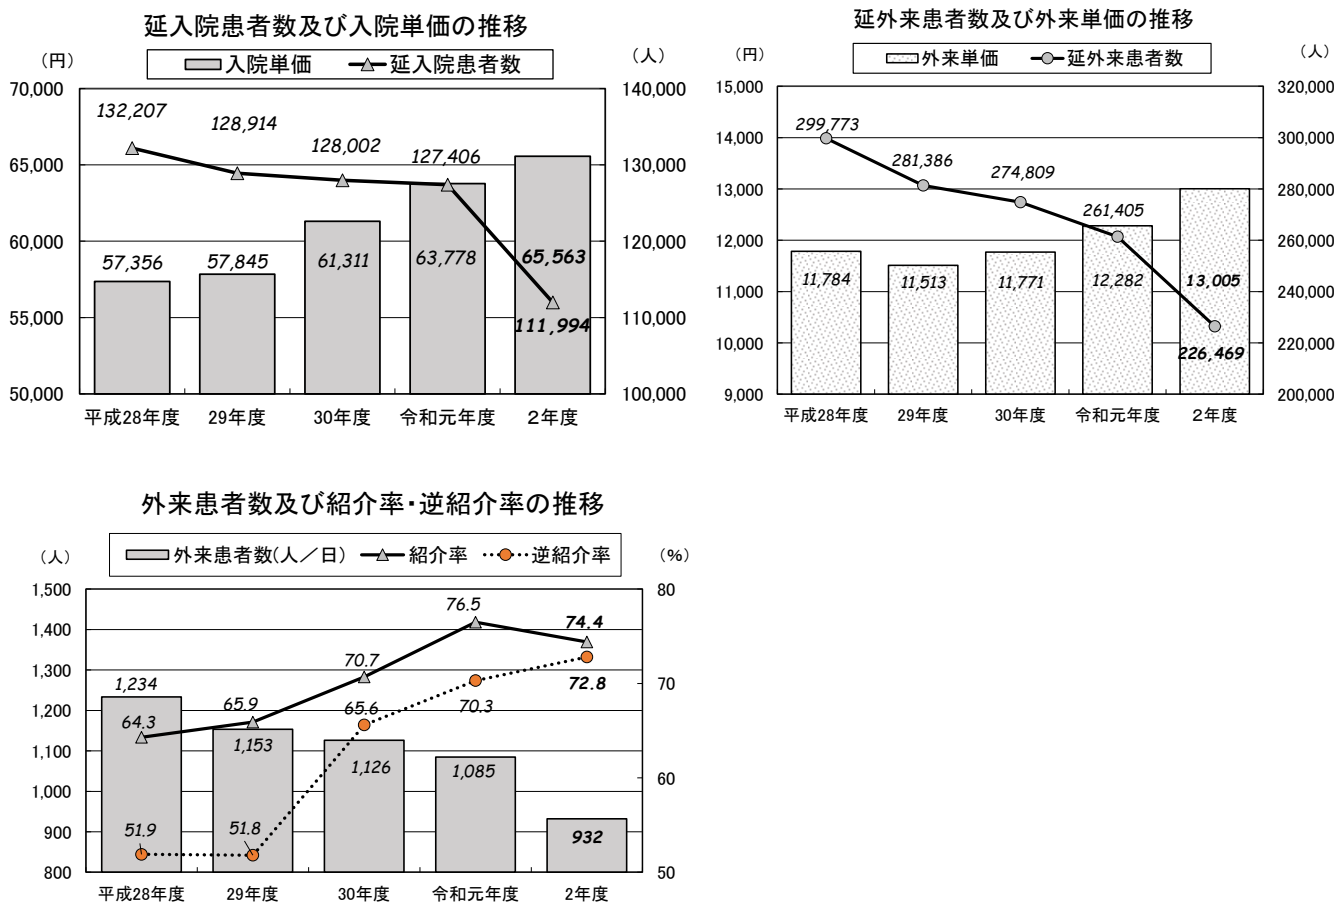 延入院患者数及び入院単価の推移
（円）
（人）
入院単価
延入院患者数
70,000
65,000
60,000
55,000
50,000
140,000
130,000
120,000
110,000
100,000
132,207
128,914
128,002
127,406
111,994
57,356
57,845
61,311
63,778
65,563
平成28年度
29年度
30年度
令和元年度
２年度
延外来患者数及び外来単価の推移
（円）
（人）
外来単価
延外来患者数
15,000
14,000
13,000
12,000
11,000
10,000
9,000
320,000
300,000
280,000
260,000
240,000
220,000
200,000
299,773
281,386
274,809
261,405
226,469
11,784
11,513
11,771
12,282
13,005
平成28年度
29年度
30年度
令和元年度
２年度
外来患者数及び紹介率・逆紹介率の推移
（人）
（％）
外来患者数(人／日)
紹介率
逆紹介率
1,500
1,400
1,300
1,200
1,100
1,000
900
800
80
70
60
50
1,234
1,153
1,126
1,085
932
64.3
65.9
70.7
76.5
74.4
51.9
51.8
65.6
70.3
72.8
平成28年度
29年度
30年度
令和元年度
2年度